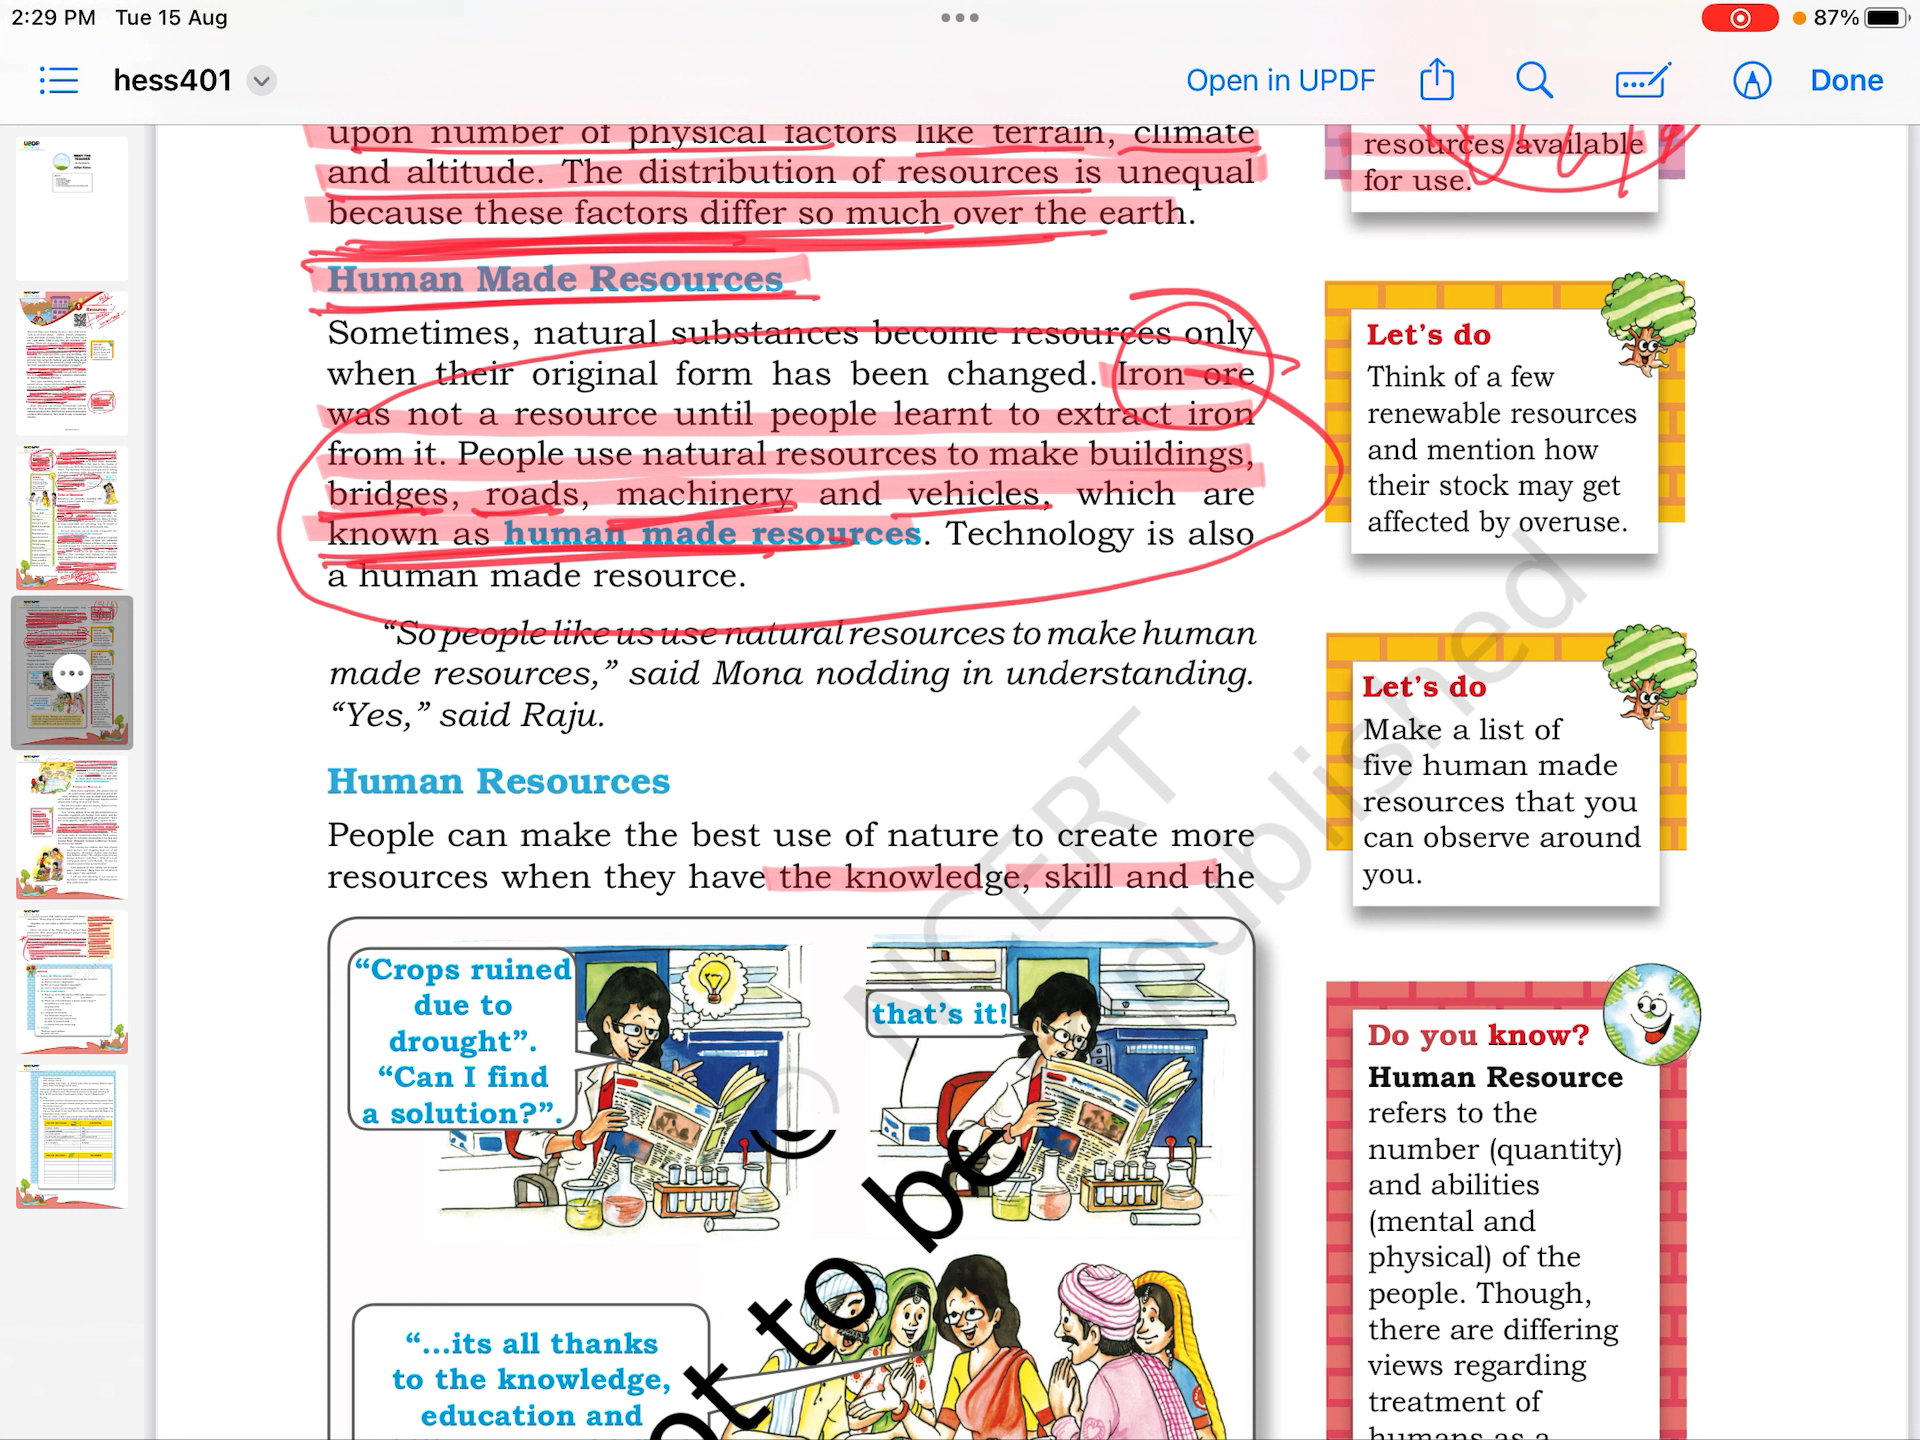 2:29 PM Tue 15 Aug
87%
hess401
Open in UPDF
Done
upon number of physical factors like terrain, climate
and altitude. The distribution of resources is unequal
because these factors differ so much over the earth.
Human Made Resources
Sometimes, natural substances become resources only
when their original form has been changed. Iron ore
was not a resource until people learnt to extract iron
from it. People use natural resources to make buildings,
bridges, roads, machinery and vehicles, which are
known as human made resources. Technology is also
a human made resource.
“So people like us use natural resources to make human
made resources,” said Mona nodding in understanding.
“Yes,” said Raju.
Human Resources
People can make the best use of nature to create more
resources when they have the knowledge, skill and the
“Crops ruined
due to
drought”.
“Can I find
a solution?”.
that’s it!
“...its all thanks
to the knowledge,
education and
resources available
for use.
Let’s do
Think of a few
renewable resources
and mention how
their stock may get
affected by overuse.
Let’s do
Make a list of
five human made
resources that you
can observe around
you.
Do you know?
Human Resource
refers to the
number (quantity)
and abilities
(mental and
physical) of the
people. Though,
there are differing
views regarding
treatment of
humans as a
© NCERT
to be republished